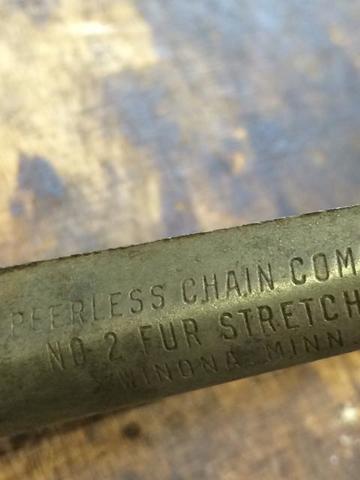 PEERLESS CHAIN COM
NO 2 FUR STRETCH
WINONA, MINN